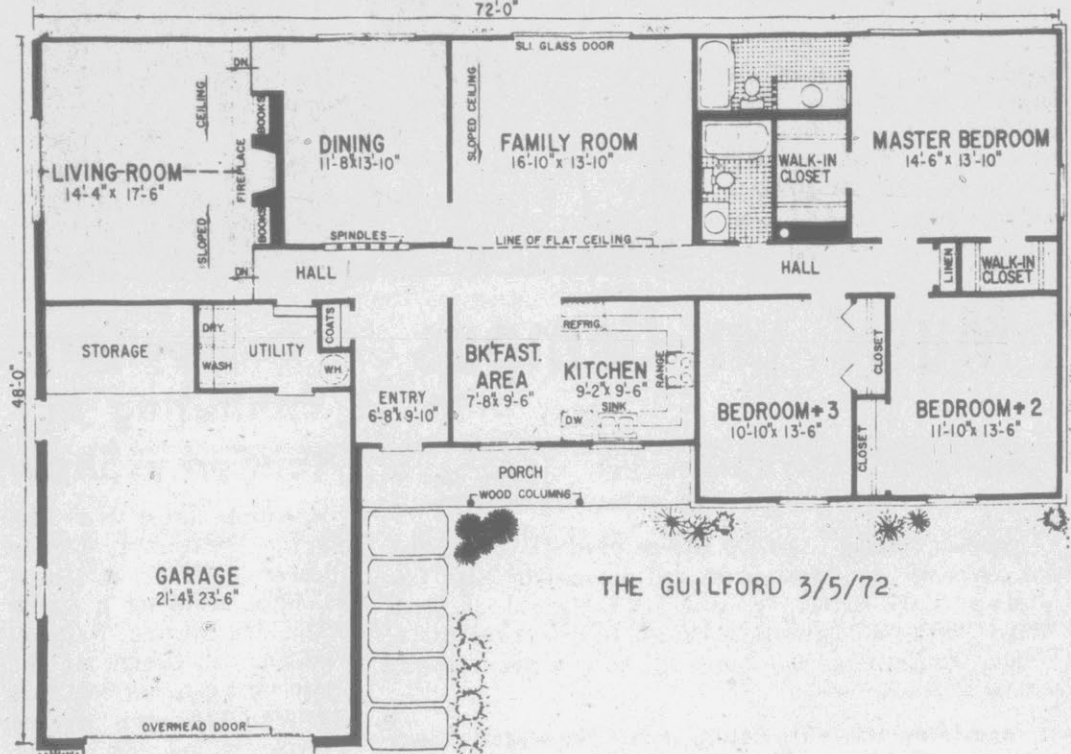 72'-0"
48'-0"
SLI. GLASS DOOR
DN.
CEILING
BOOKS
DINING
11'-8"x13'-10"
SLOPED CEILING
FAMILY ROOM
16'-10" x 13'-10"
MASTER BEDROOM
14'-6" x 13'-10"
LIVING-ROOM
14'-4" x 17'-6"
FIREPLACE
WALK-IN
CLOSET
SLOPED
BOOKS
SPINDLES
LINE OF FLAT CEILING
DN.
HALL
HALL
LINEN
WALK-IN
CLOSET
STORAGE
DRY.
WASH
UTILITY
COATS
W.H.
ENTRY
6'-8"x 9'-10"
BK'FAST.
AREA
7'-8"x 9'-6"
REFRIG.
KITCHEN
9'-2"x 9'-6"
RANGE
SINK
D.W.
CLOSET
BEDROOM+3
10'-10"x 13'-6"
CLOSET
BEDROOM+2
11'-10"x 13'-6"
PORCH
WOOD COLUMNS
GARAGE
21'-4"x 23'-6"
THE GUILFORD 3/5/72
OVERHEAD DOOR